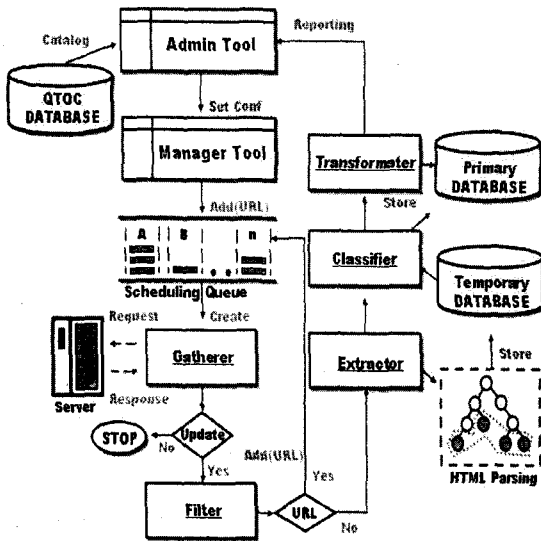 Catalog
Reporting
Admin Tool
QTOC
DATABASE
Set Conf
Manager Tool
Transformater
Primary
DATABASE
Add(URL)
Store
A
B
n
Classifier
Scheduling Queue
Temporary
DATABASE
Request
Create
Gatherer
Extractor
Store
Response
Server
Update
STOP
No
Add(URL)
Yes
Yes
HTML Parsing
Filter
URL
No